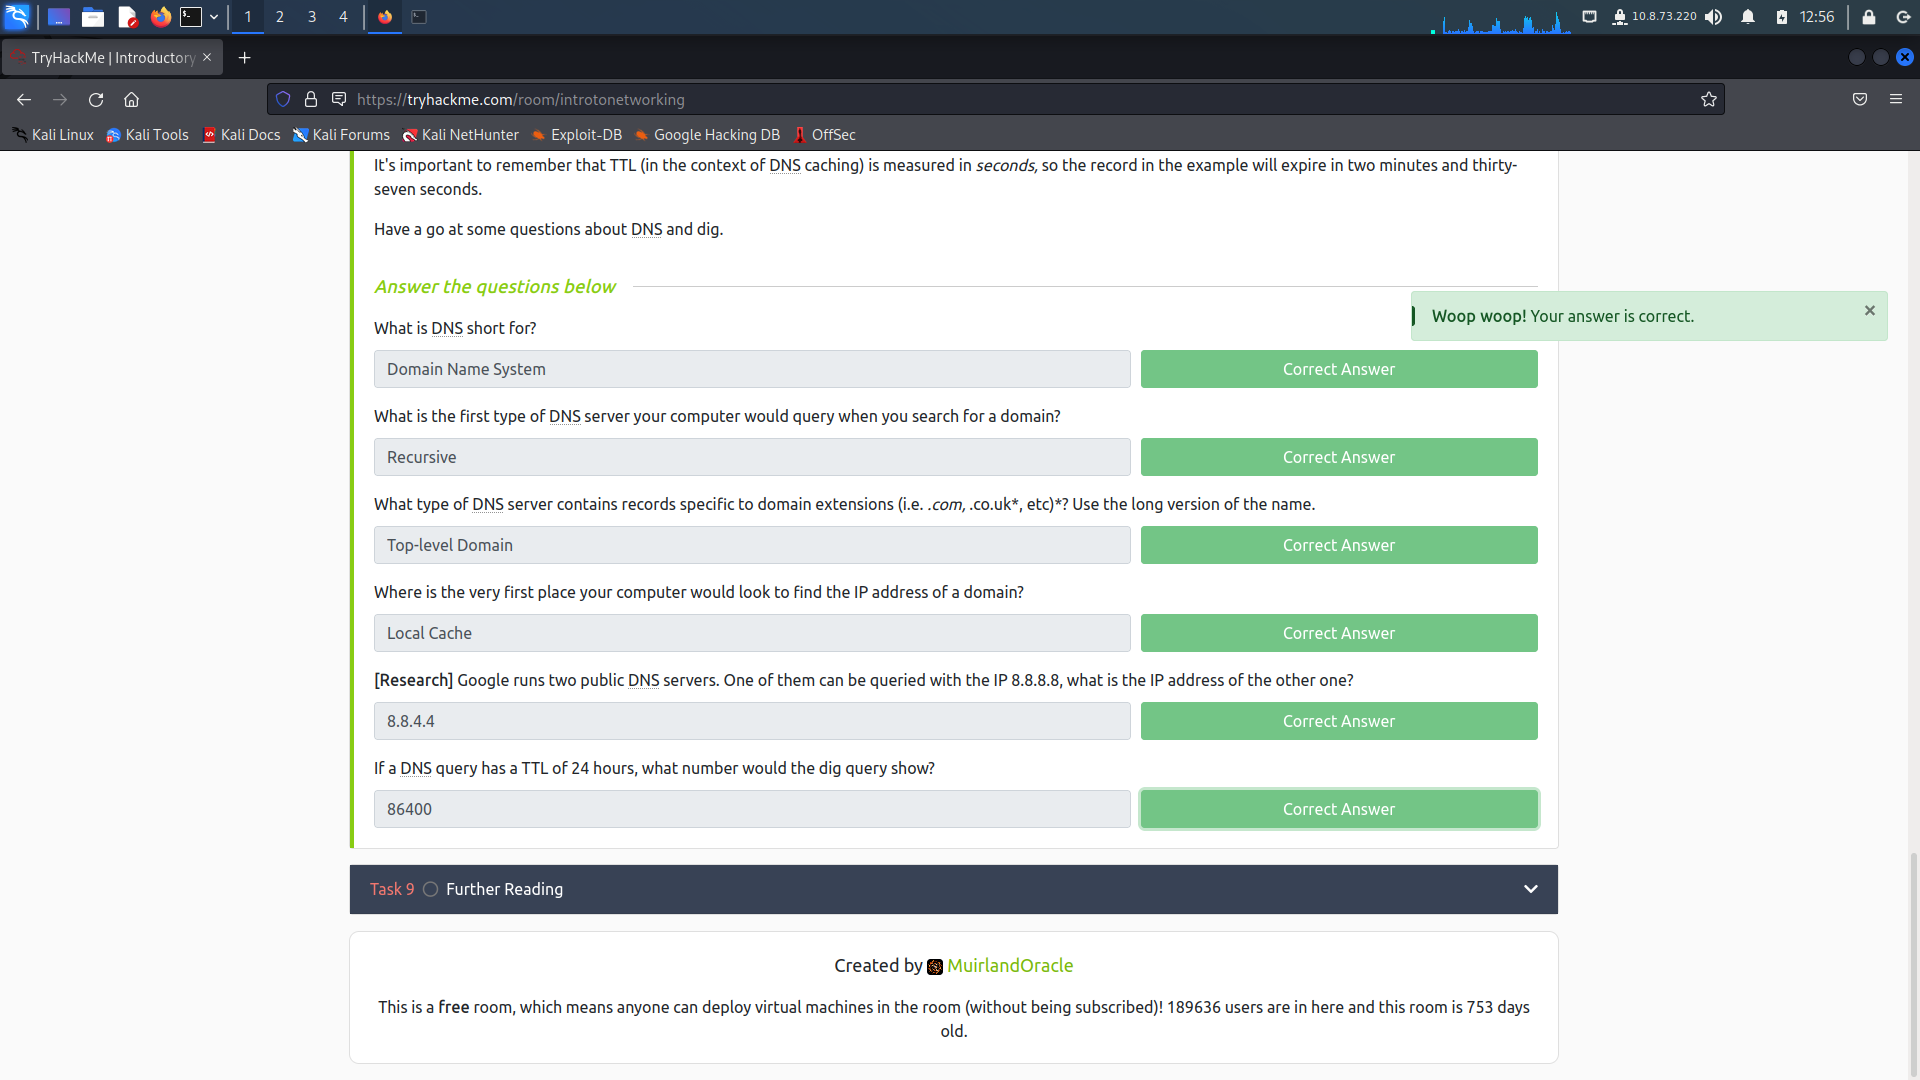 1 2 3 4 10.8.73.220 12:56
TryHackMe | Introductory
https://tryhackme.com/room/introtonetworking
Kali Linux Kali Tools Kali Docs Kali Forums Kali NetHunter Exploit-DB Google Hacking DB OffSec
It's important to remember that TTL (in the context of DNS caching) is measured in seconds, so the record in the example will expire in two minutes and thirty-
seven seconds.
Have a go at some questions about DNS and dig.
Answer the questions below
Woop woop! Your answer is correct. ×
What is DNS short for?
Domain Name System Correct Answer
What is the first type of DNS server your computer would query when you search for a domain?
Recursive Correct Answer
What type of DNS server contains records specific to domain extensions (i.e. .com, .co.uk*, etc)*? Use the long version of the name.
Top-level Domain Correct Answer
Where is the very first place your computer would look to find the IP address of a domain?
Local Cache Correct Answer
[Research] Google runs two public DNS servers. One of them can be queried with the IP 8.8.8.8, what is the IP address of the other one?
8.8.4.4 Correct Answer
If a DNS query has a TTL of 24 hours, what number would the dig query show?
86400 Correct Answer
Task 9 Further Reading
Created by MuirlandOracle
This is a free room, which means anyone can deploy virtual machines in the room (without being subscribed)! 189636 users are in here and this room is 753 days
old.